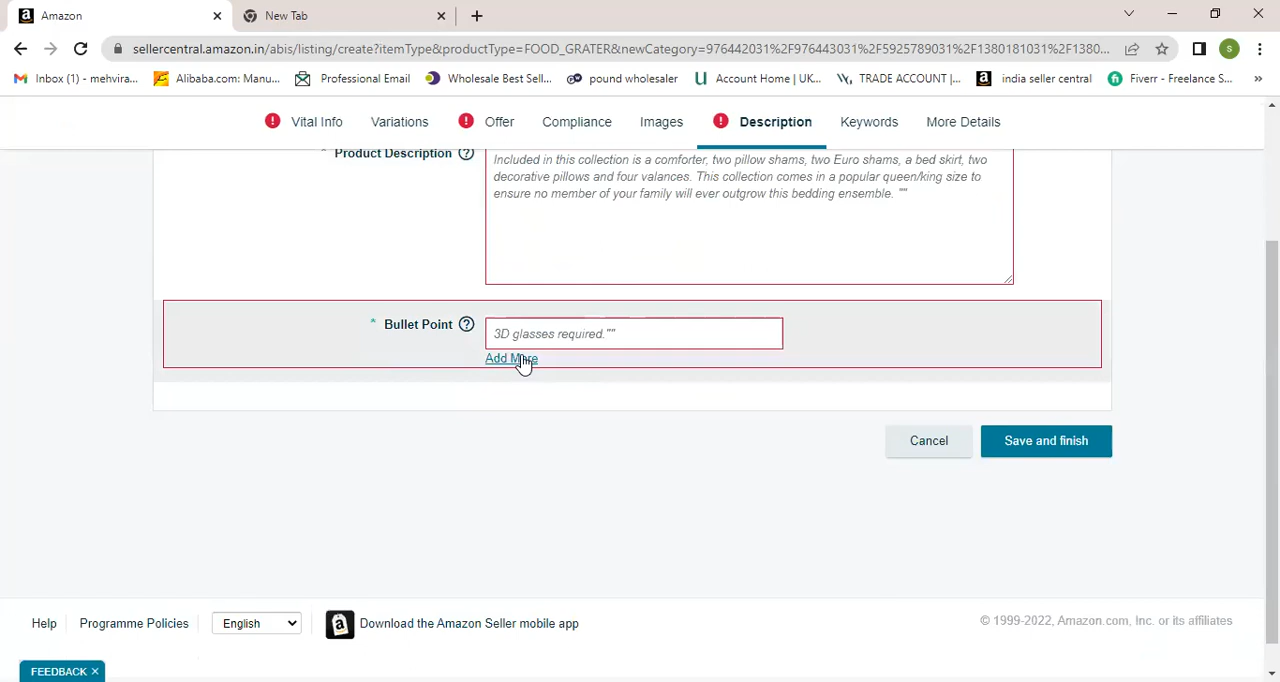 Amazon
New Tab
sellercentral.amazon.in/abis/listing/create?itemType&productType=FOOD_GRATER&newCategory=976442031%2F976443031%2F5925789031%2F1380181031%2F1380...
S
Inbox (1) - mehvira...
Alibaba.com: Manu...
Professional Email
Wholesale Best Sell...
pound wholesaler
Account Home | UK...
TRADE ACCOUNT |...
india seller central
Fiverr - Freelance S...
»
Vital Info
Variations
Offer
Compliance
Images
Description
Keywords
More Details
* Product Description ?
Included in this collection is a comforter, two pillow shams, two Euro shams, a bed skirt, two
decorative pillows and four valances. This collection comes in a popular queen/king size to
ensure no member of your family will ever outgrow this bedding ensemble. ""
* Bullet Point ?
3D glasses required.""
Add More
Cancel
Save and finish
Help
Programme Policies
English
Download the Amazon Seller mobile app
© 1999-2022, Amazon.com, Inc. or its affiliates
FEEDBACK ×